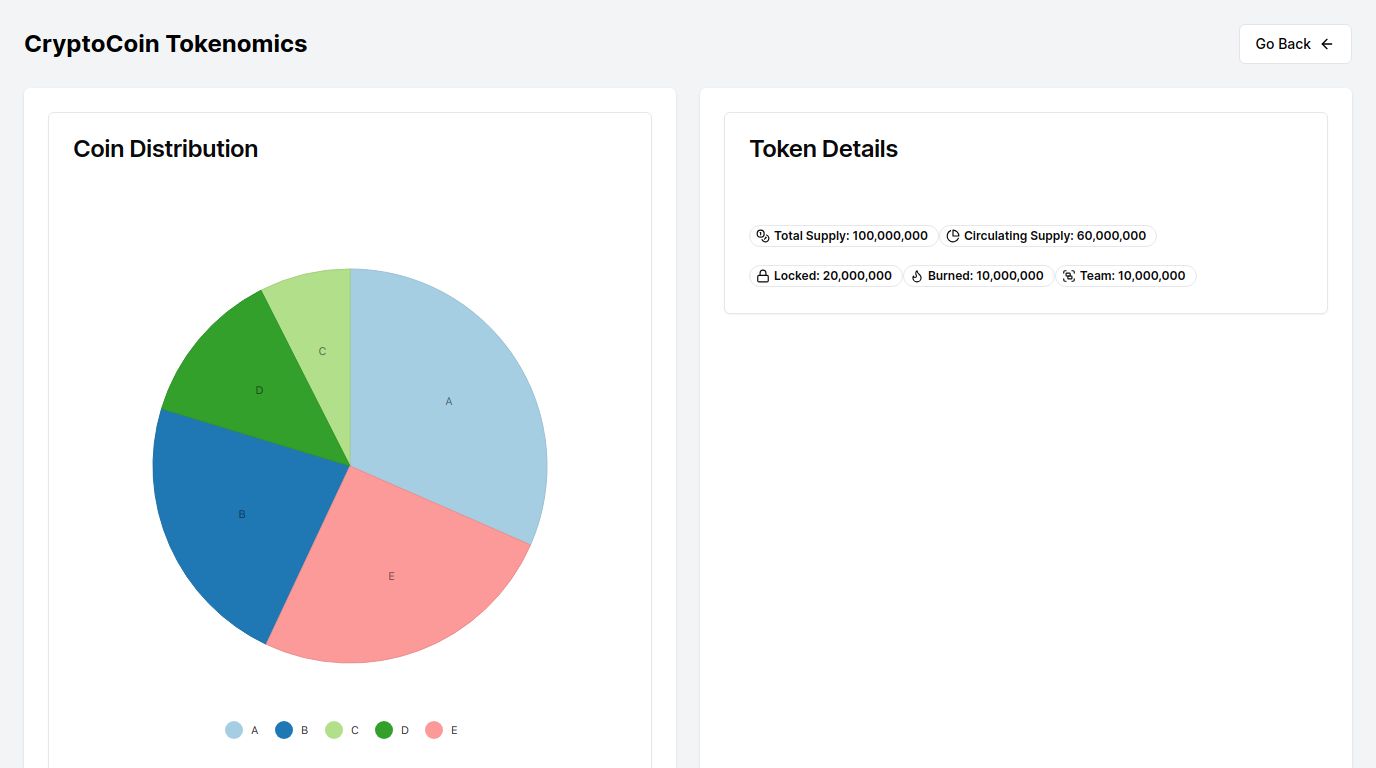 CryptoCoin Tokenomics
Go Back
Coin Distribution
C
A
D
B
E
A B C D E
Token Details
Total Supply: 100,000,000 Circulating Supply: 60,000,000
Locked: 20,000,000 Burned: 10,000,000 Team: 10,000,000